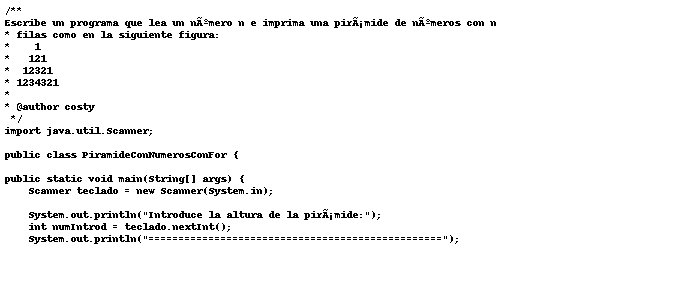 /**
Escribe un programa que lea un nÃºmero n e imprima una pirÃ¡mide de nÃºmeros con n
* filas como en la siguiente figura:
*    1
*   121
*  12321
* 1234321
*
* @author costy
 */
import java.util.Scanner;
public class PiramideConNumerosConFor {
public static void main(String[] args) {
    Scanner teclado = new Scanner(System.in);
    System.out.println("Introduce la altura de la pirÃ¡mide:");
    int numIntrod = teclado.nextInt();
    System.out.println("=================================================");